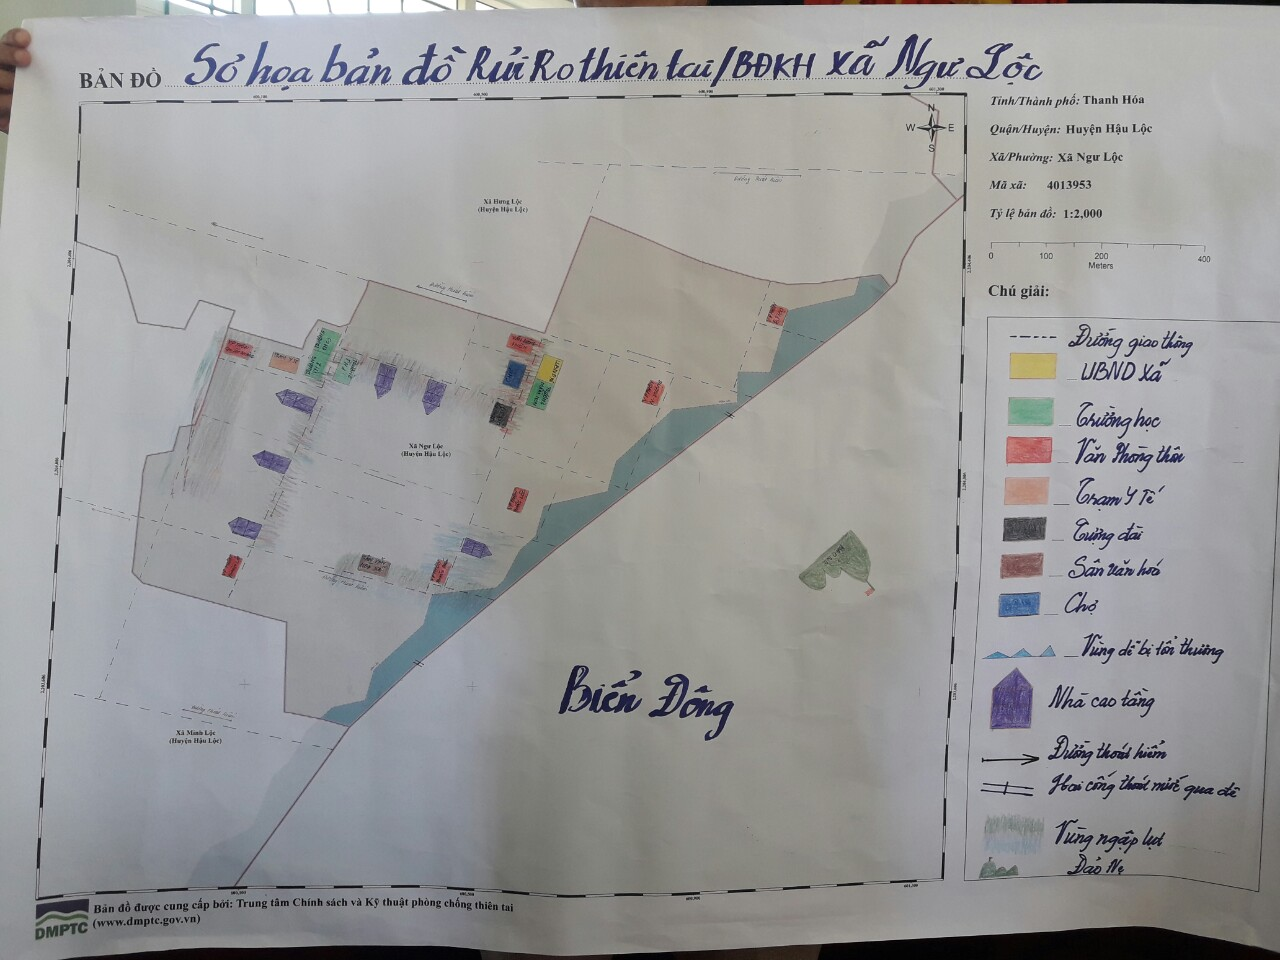 BẢN ĐỒ Sơ họa bản đồ Rủi Ro thiên tai/BĐKH xã Ngư Lộc
Tỉnh/Thành phố: Thanh Hóa
Quận/Huyện: Huyện Hậu Lộc
Xã/Phường: Xã Ngư Lộc
Mã xã: 4013953
Tỷ lệ bản đồ: 1:2,000
0 100 200 400
Meters
Chú giải:
Đường giao thông
UBND xã
Trường học
Văn Phòng thôn
Trạm Y Tế
Tượng đài
Sân văn hoá
Chợ
Vùng dễ bị tổn thương
Nhà cao tầng
Đường thoát hiểm
Hai cống thoát nước qua đê
Vùng ngập lụt
Đảo Nẹ
N
W E
S
Xã Hưng Lộc
(Huyện Hậu Lộc)
Xã Ngư Lộc
(Huyện Hậu Lộc)
Xã Minh Lộc
(Huyện Hậu Lộc)
Biển Đông
DMPTC
Bản đồ được cung cấp bởi: Trung tâm Chính sách và Kỹ thuật phòng chống thiên tai
(www.dmptc.gov.vn)